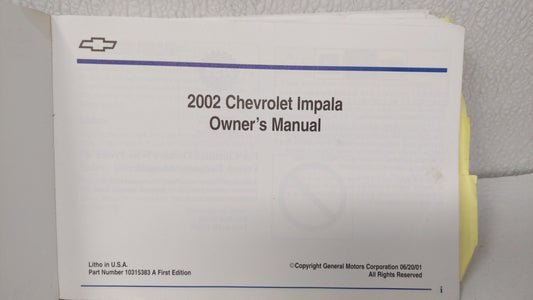 2002 Chevrolet Impala
Owner's Manual
Litho in U.S.A.
Part Number 10315383 A First Edition
©Copyright General Motors Corporation 06/20/01
All Rights Reserved
i